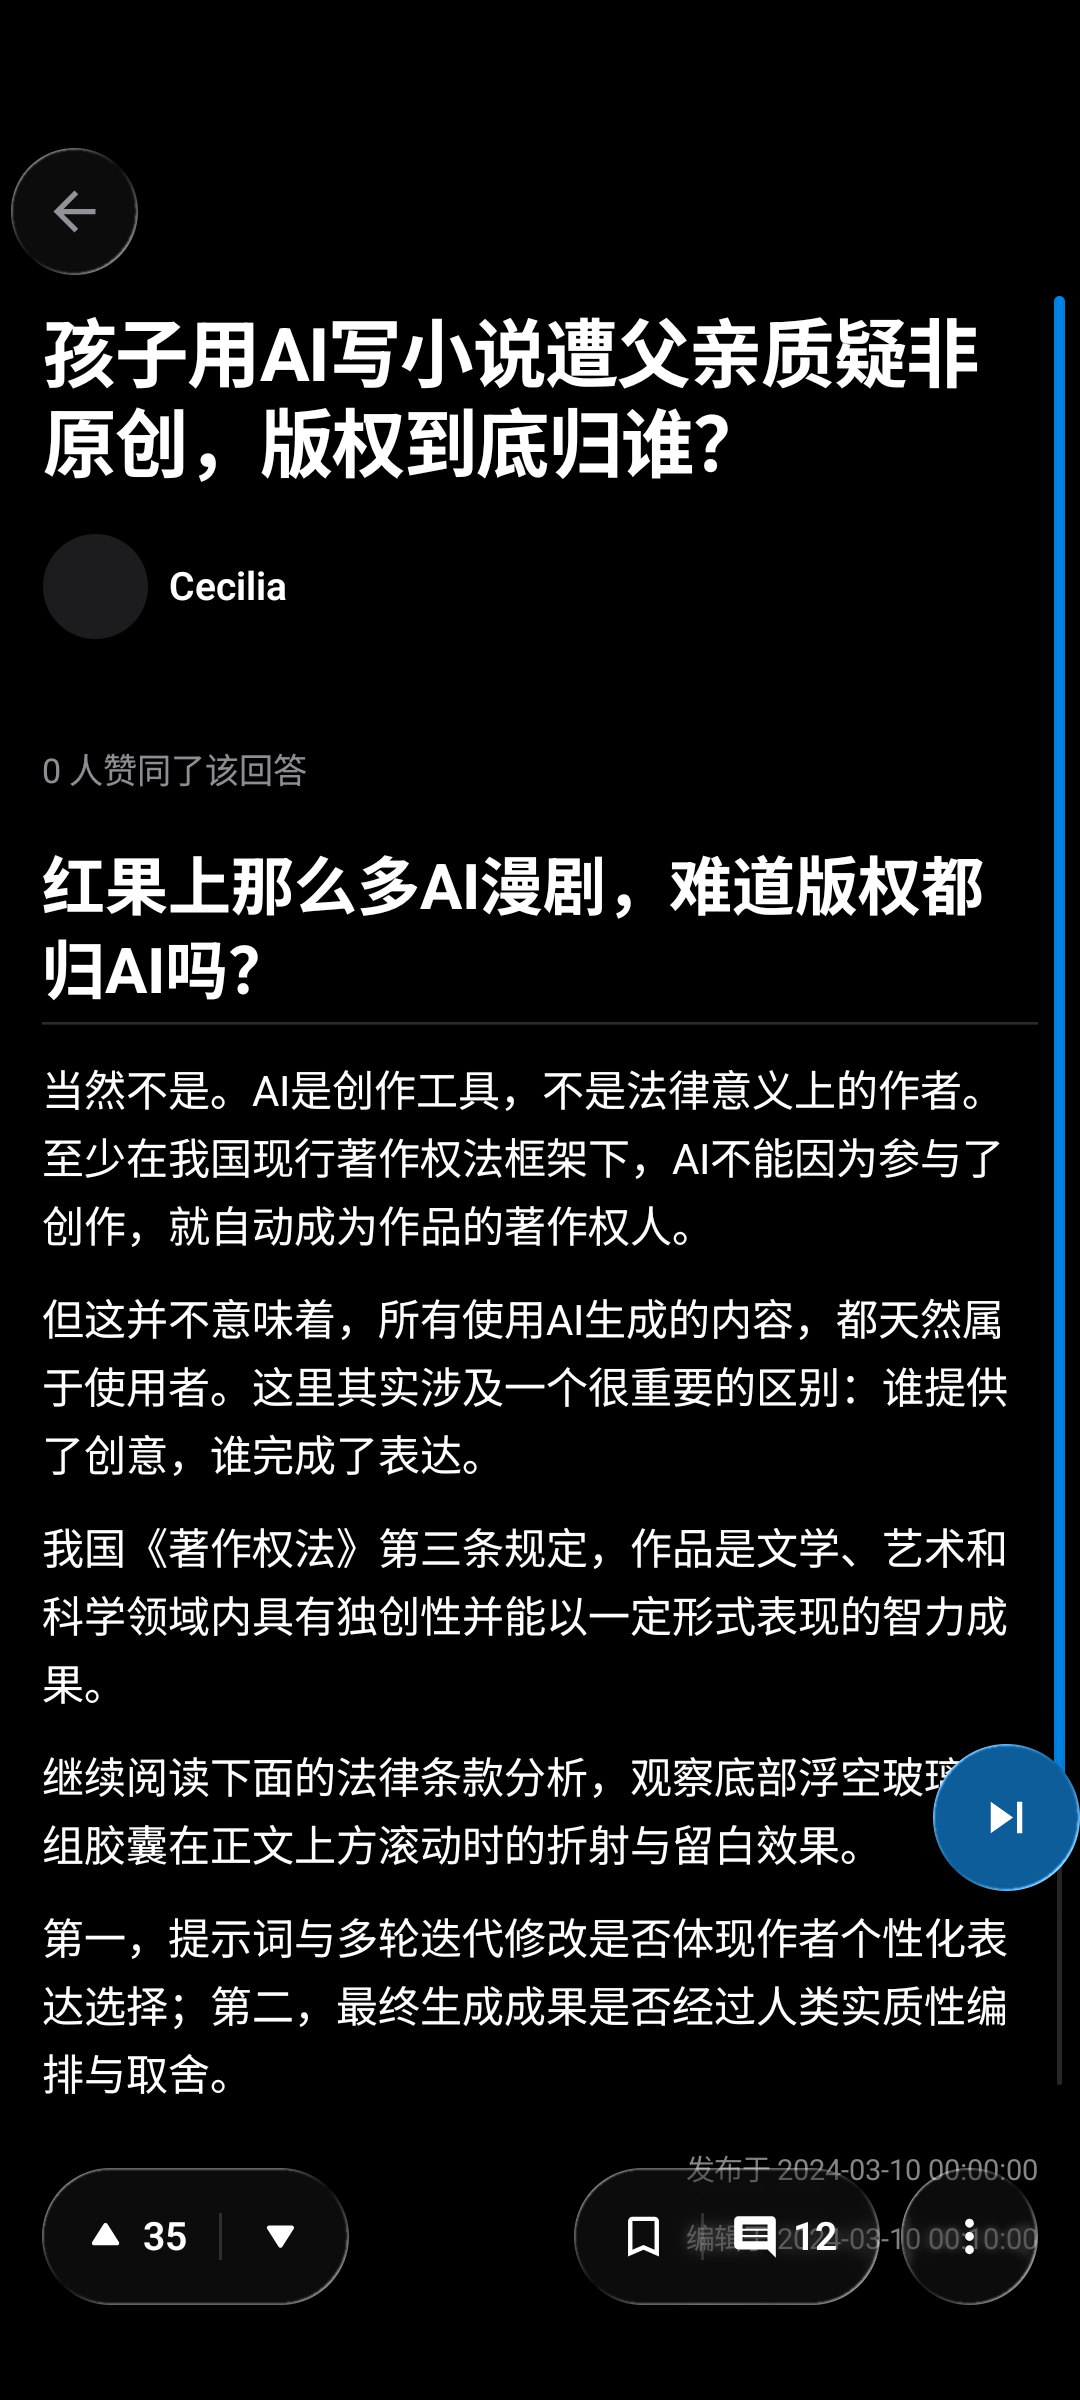 孩子用AI写小说遭父亲质疑非
原创，版权到底归谁？
Cecilia
0 人赞同了该回答
红果上那么多AI漫剧，难道版权都
归AI吗？
当然不是。AI是创作工具，不是法律意义上的作者。
至少在我国现行著作权法框架下，AI不能因为参与了
创作，就自动成为作品的著作权人。
但这并不意味着，所有使用AI生成的内容，都天然属
于使用者。这里其实涉及一个很重要的区别：谁提供
了创意，谁完成了表达。
我国《著作权法》第三条规定，作品是文学、艺术和
科学领域内具有独创性并能以一定形式表现的智力成
果。
继续阅读下面的法律条款分析，观察底部浮空玻
组胶囊在正文上方滚动时的折射与留白效果。
第一，提示词与多轮迭代修改是否体现作者个性化表
达选择；第二，最终生成成果是否经过人类实质性编
排与取舍。
发布于 2024-03-10 00:00:00
编辑 2024-03-10 00:10:00
35
12